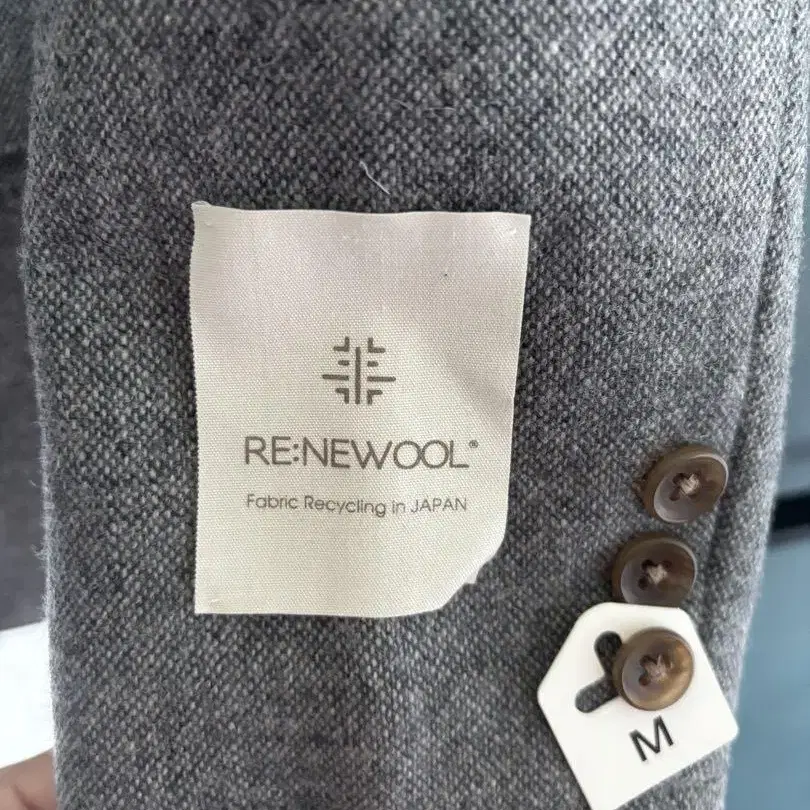 RE:NEWOOL®
Fabric Recycling in JAPAN
M